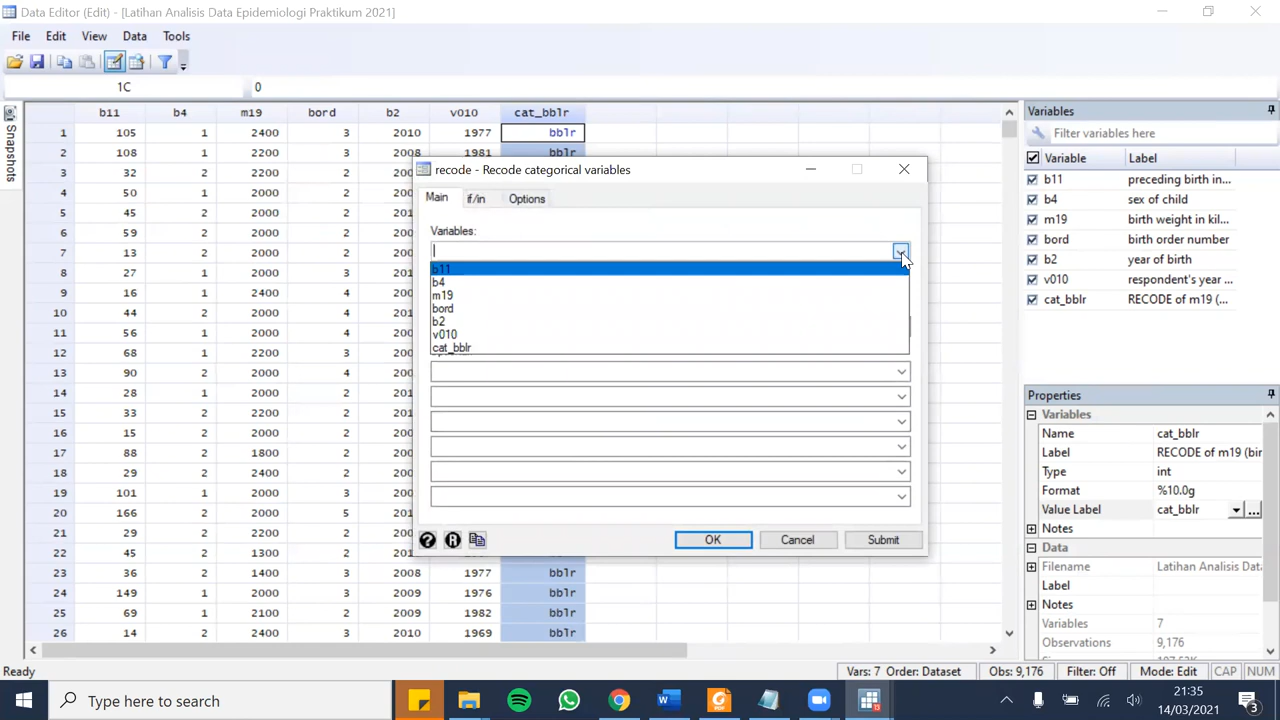 Data Editor (Edit) - [Latihan Analisis Data Epidemiologi Praktikum 2021]
File Edit View Data Tools
1C 0
Snapshots
b11 b4 m19 bord b2 v010 cat_bblr
1 105 1 2400 3 2010 1977 bblr
2 108 1 2200 3 2008 1981 bblr
3 32 2 2200 2
4 50 1 2000 2
5 45 2 2000 2 201
6 59 2 2000 2
7 13 2 2000 2 201
8 27 1 2000 3 201
9 16 1 2400 4
10 44 2 2000 4
11 56 1 2000 4
12 68 1 2200 3
13 90 2 2000 4
14 28 1 2000 2 201
15 33 2 2200 2
16 15 2 2000 2
17 88 2 1800 2 200
18 29 2 2400 2
19 101 1 2000 3 200
20 166 2 2000 5
21 29 2 2200 2
22 45 2 1300 2 201
23 36 2 1400 3 2008 1977 bblr
24 149 1 2000 3 2009 1976 bblr
25 69 1 2100 2 2009 1982 bblr
26 14 2 2400 3 2010 1969 bblr
recode - Recode categorical variables
Main if/in Options
Variables:
b11
b4
m19
bord
b2
v010
cat_bblr
OK Cancel Submit
Variables
Filter variables here
Variable Label
b11 preceding birth in...
b4 sex of child
m19 birth weight in kil...
bord birth order number
b2 year of birth
v010 respondent's year ...
cat_bblr RECODE of m19 (...
Properties
Variables
Name cat_bblr
Label RECODE of m19 (bir
Type int
Format %10.0g
Value Label cat_bblr ...
Notes
Data
Filename Latihan Analisis Data
Label
Notes
Variables 7
Observations 9,176
Ready
Vars: 7 Order: Dataset Obs: 9,176 Filter: Off Mode: Edit CAP NUM
Type here to search
21:35
14/03/2021
3